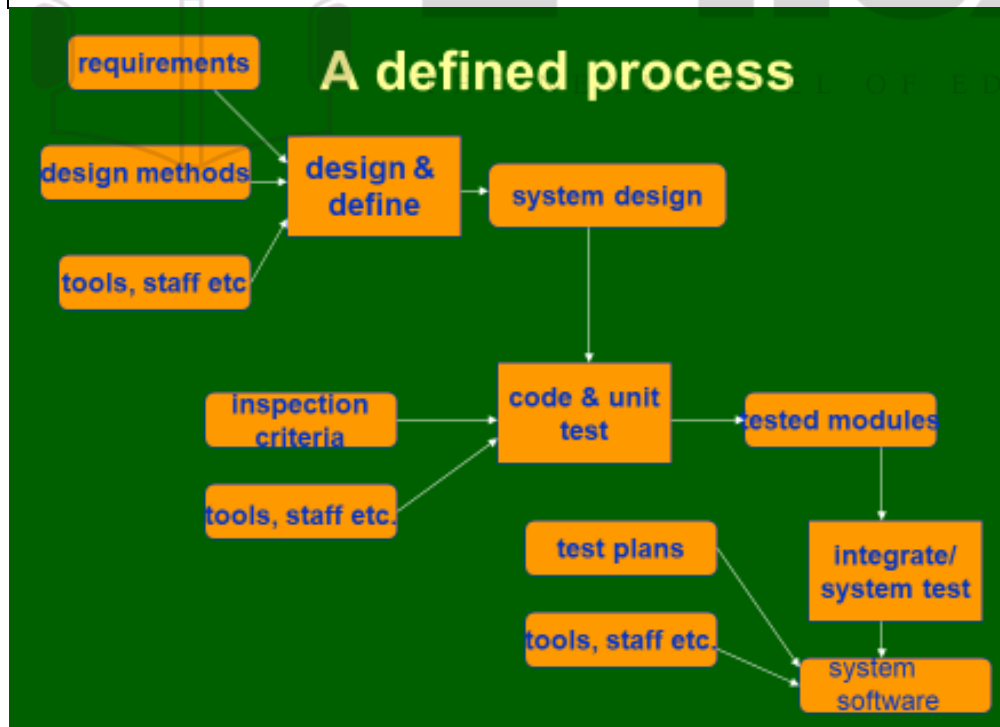 requirements
A defined process
design methods
design &
define
system design
tools, staff etc
inspection
criteria
code & unit
test
tested modules
tools, staff etc.
test plans
integrate/
system test
tools, staff etc.
system
software